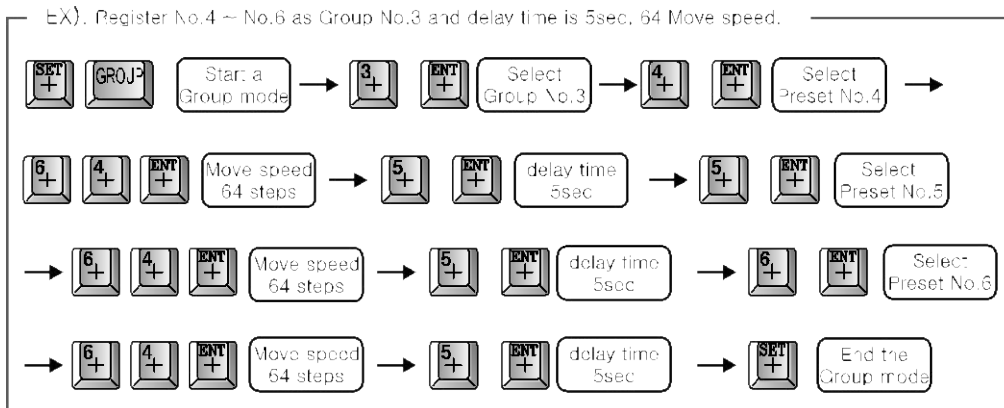 EX). Register No.4 ~ No.6 as Group No.3 and delay time is 5sec, 64 Move speed.
SET + GROUP Start a Group mode → 3 + ENT + Select Group No.3 → 4 + ENT + Select Preset No.4 →
6 + 4 + ENT + Move speed 64 steps → 5 + ENT + delay time 5sec → 5 + ENT + Select Preset No.5
→ 6 + 4 + ENT + Move speed 64 steps → 5 + ENT + delay time 5sec → 6 + ENT + Select Preset No.6
→ 6 + 4 + ENT + Move speed 64 steps → 5 + ENT + delay time 5sec → SET + End the Group mode